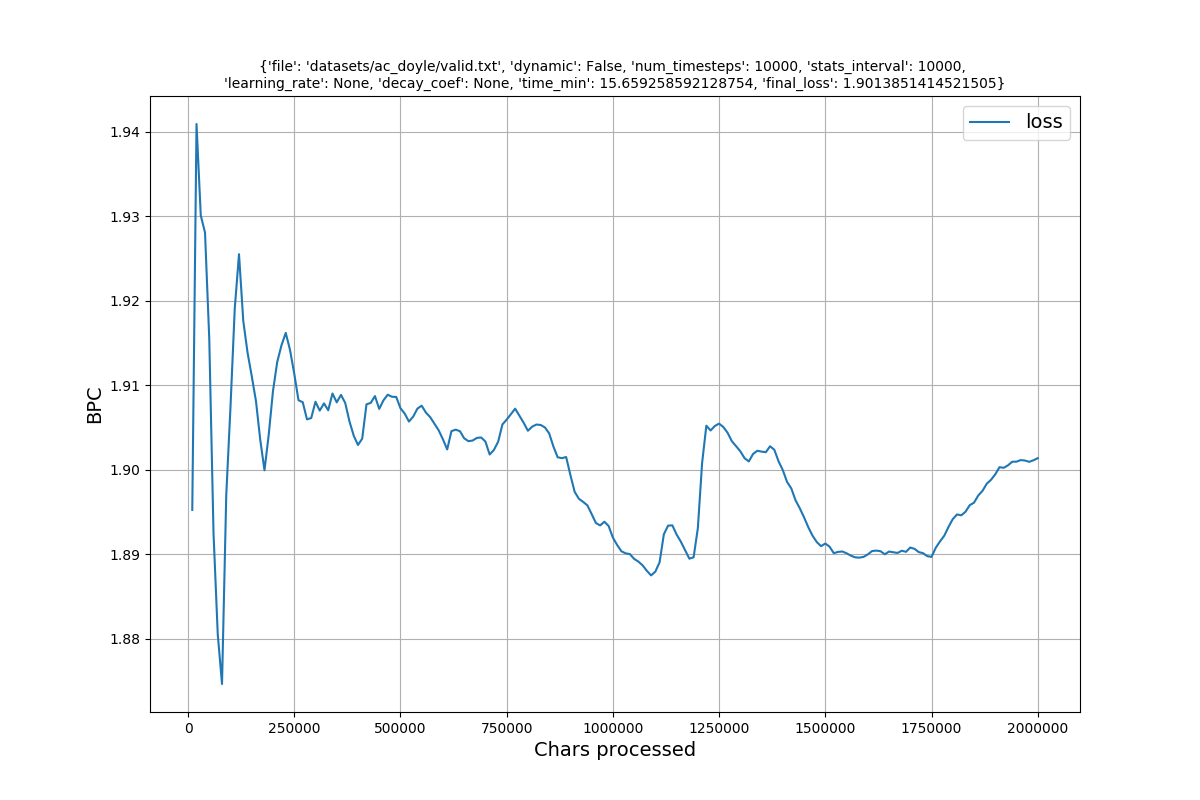 {'file': 'datasets/ac_doyle/valid.txt', 'dynamic': False, 'num_timesteps': 10000, 'stats_interval': 10000,
'learning_rate': None, 'decay_coef': None, 'time_min': 15.659258592128754, 'final_loss': 1.9013851414521505}
loss
1.94
1.93
1.92
1.91
1.90
1.89
1.88
BPC
0 250000 500000 750000 1000000 1250000 1500000 1750000 2000000
Chars processed